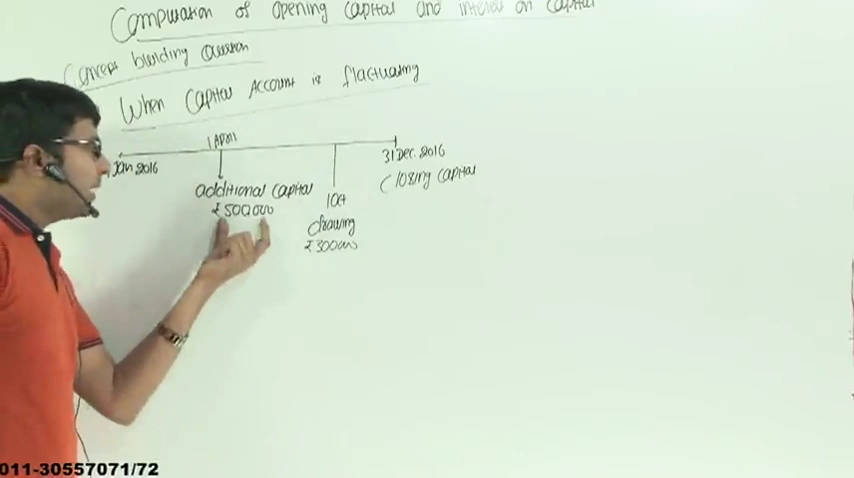 Computation of opening Capital and interest on Capital
Concept building Question
When Capital Account is flactuating
1 April
Jan 2016
31 Dec. 2016
Closing Capital
additional Capital
₹500000
1 Oct
drawing
₹300000
011-30557071/72